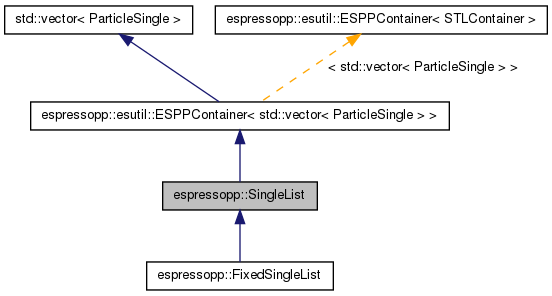 std::vector< ParticleSingle >
espressopp::esutil::ESPPContainer< STLContainer >
< std::vector< ParticleSingle > >
espressopp::esutil::ESPPContainer< std::vector< ParticleSingle > >
espressopp::SingleList
espressopp::FixedSingleList